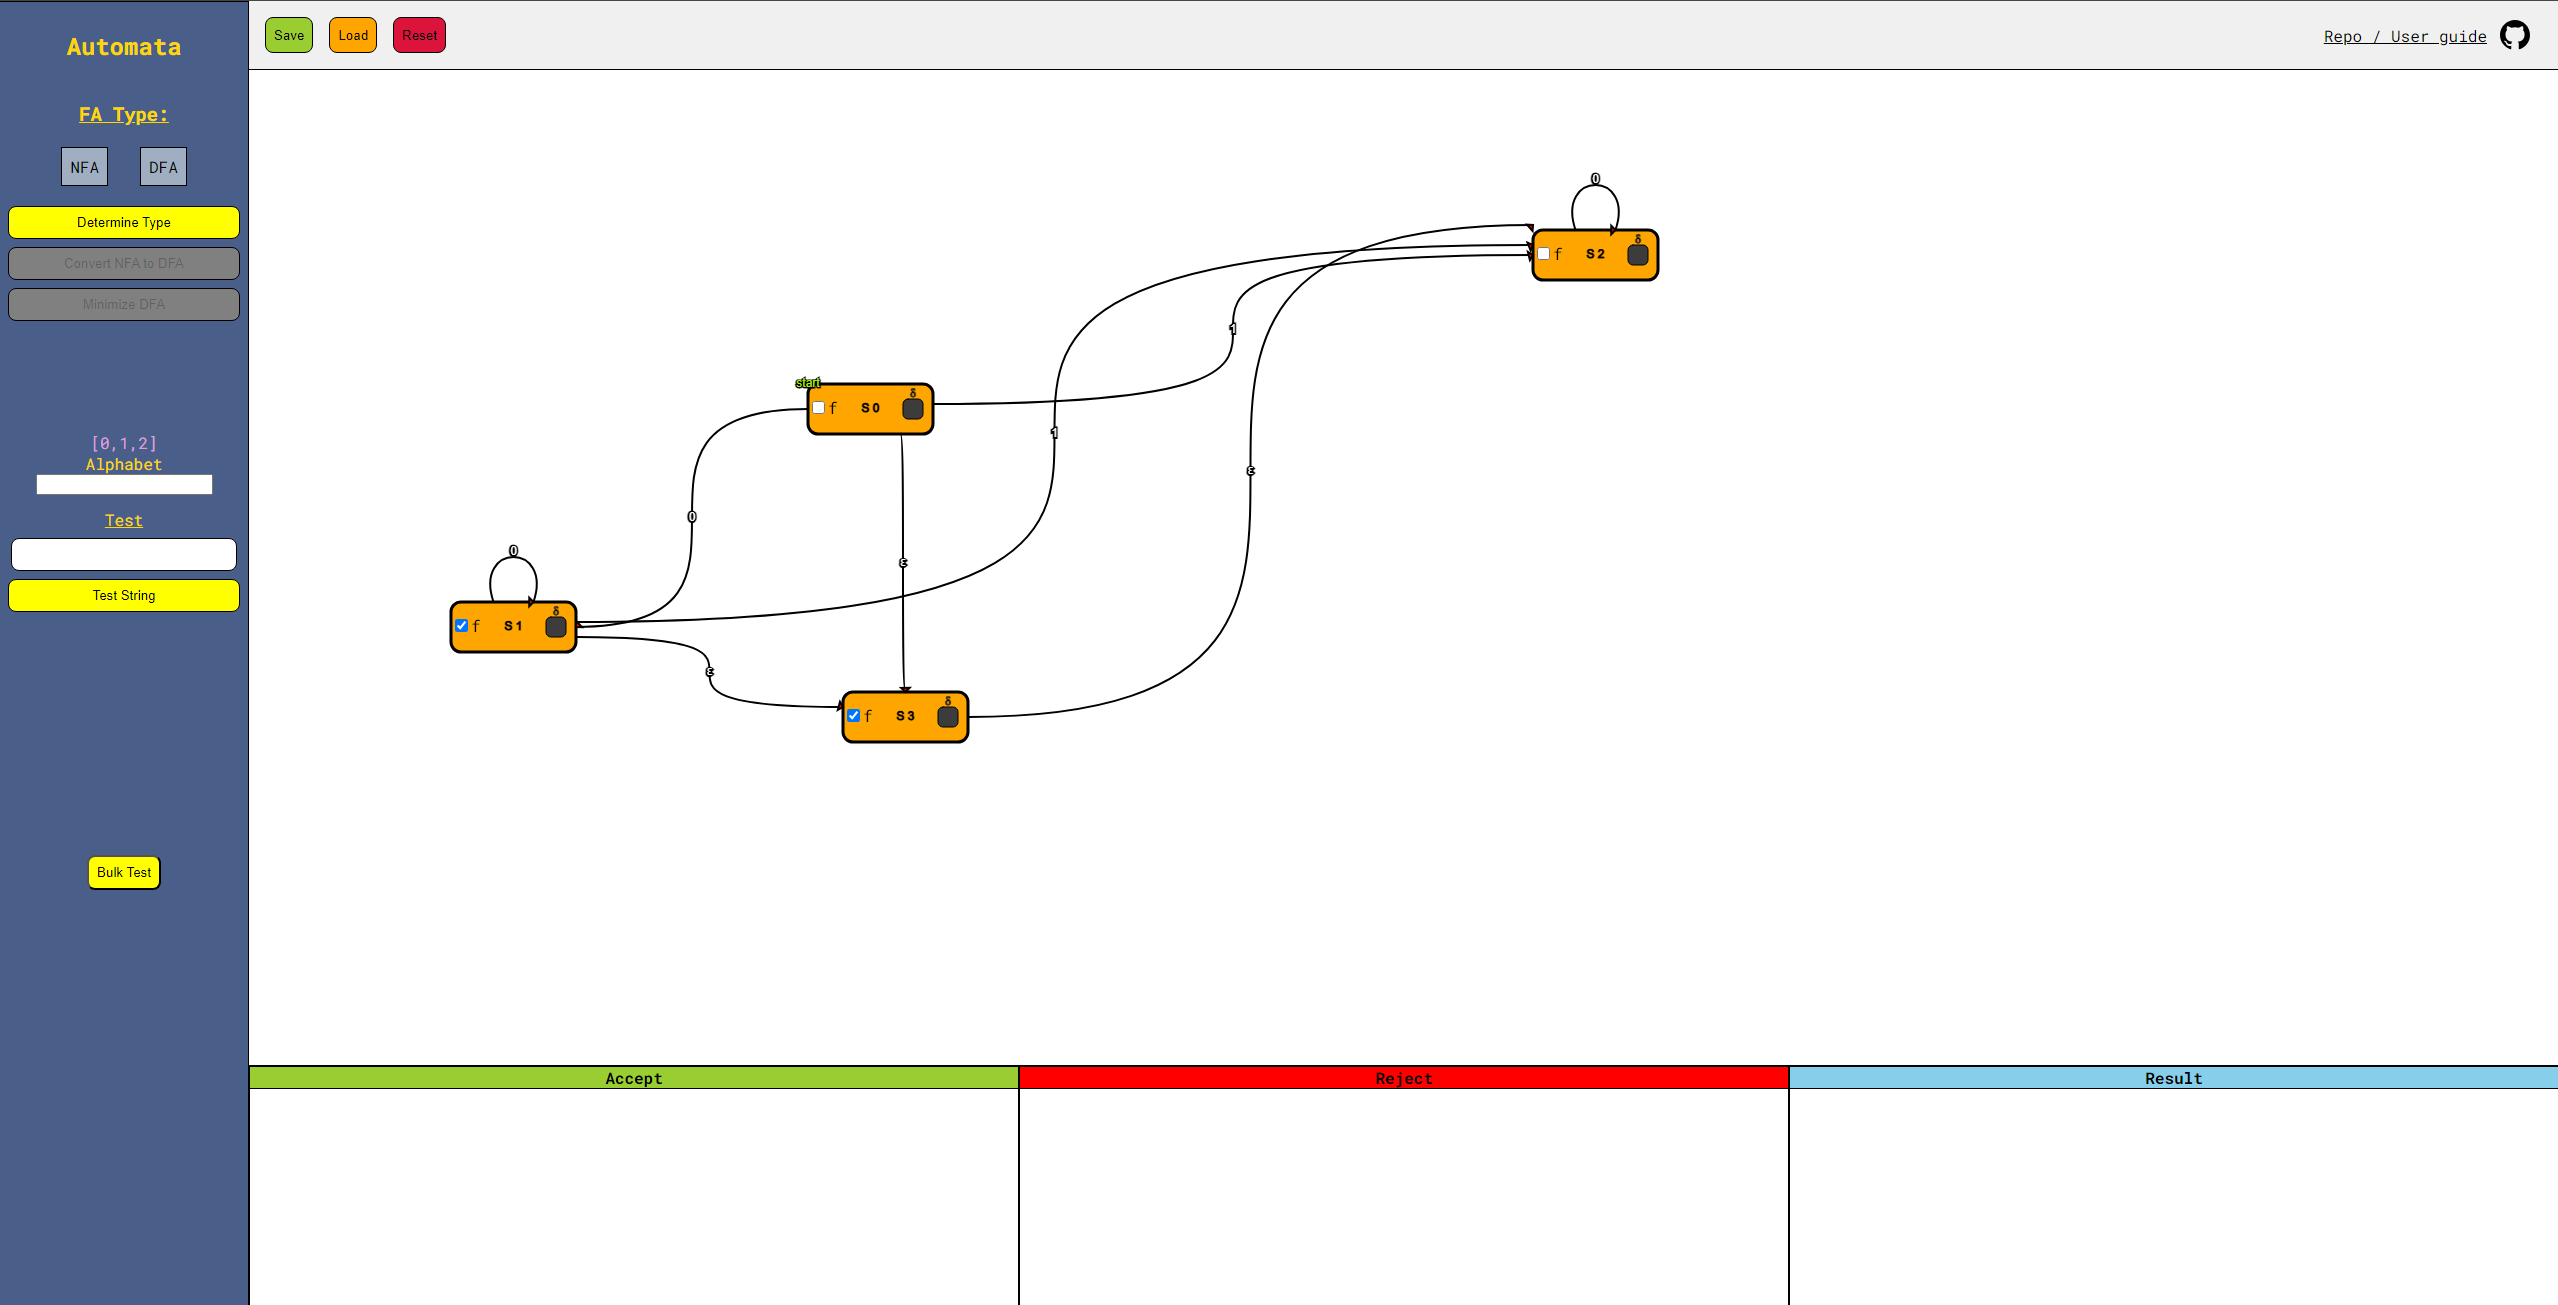 Automata
FA Type:
NFA DFA
Determine Type
Convert NFA to DFA
Minimize DFA
[0,1,2]
Alphabet
Test
Test String
Bulk Test
Save Load Reset
Repo / User guide
0
δ
f S2
1
start
δ
f S0
1
ε
0
ε
0
δ
f S1
ε
δ
f S3
Accept Reject Result